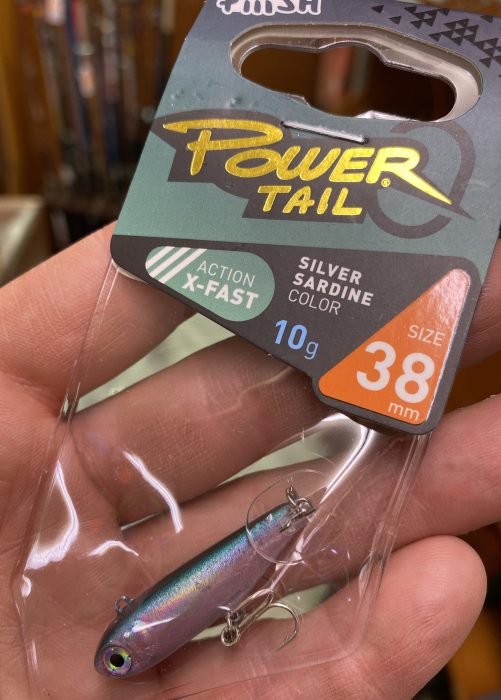 POWER
TAIL®
ACTION
X-FAST
SILVER
SARDINE
COLOR
10g
SIZE
38
mm